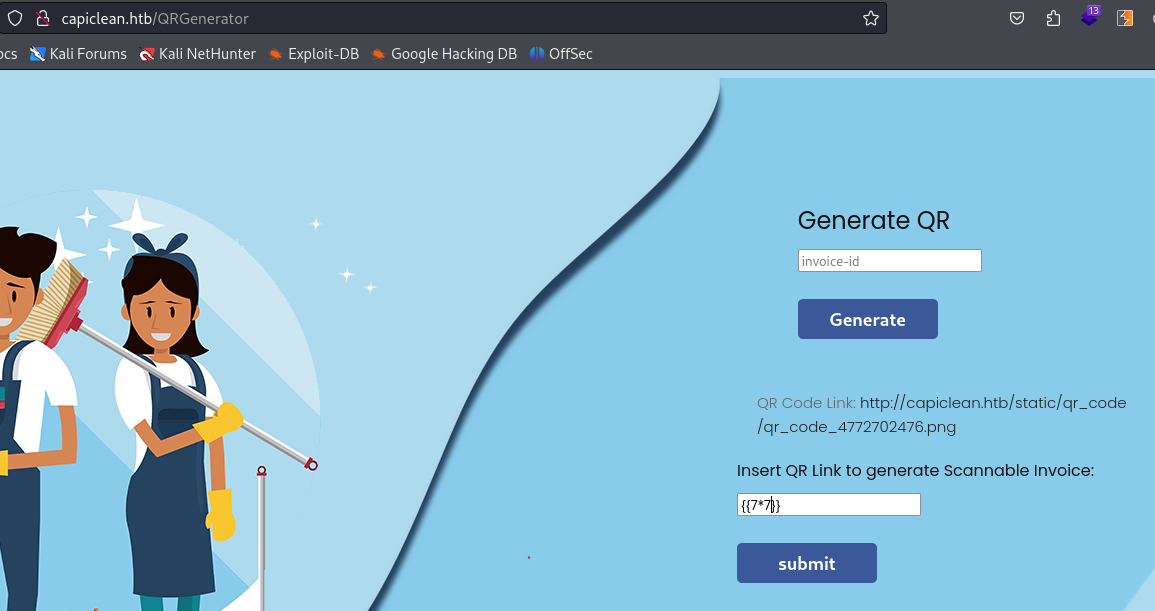 capiclean.htb/QRGenerator
13
ocs Kali Forums Kali NetHunter Exploit-DB Google Hacking DB OffSec
Generate QR
invoice-id
Generate
QR Code Link: http://capiclean.htb/static/qr_code
/qr_code_4772702476.png
Insert QR Link to generate Scannable Invoice:
{{7*7}}
submit